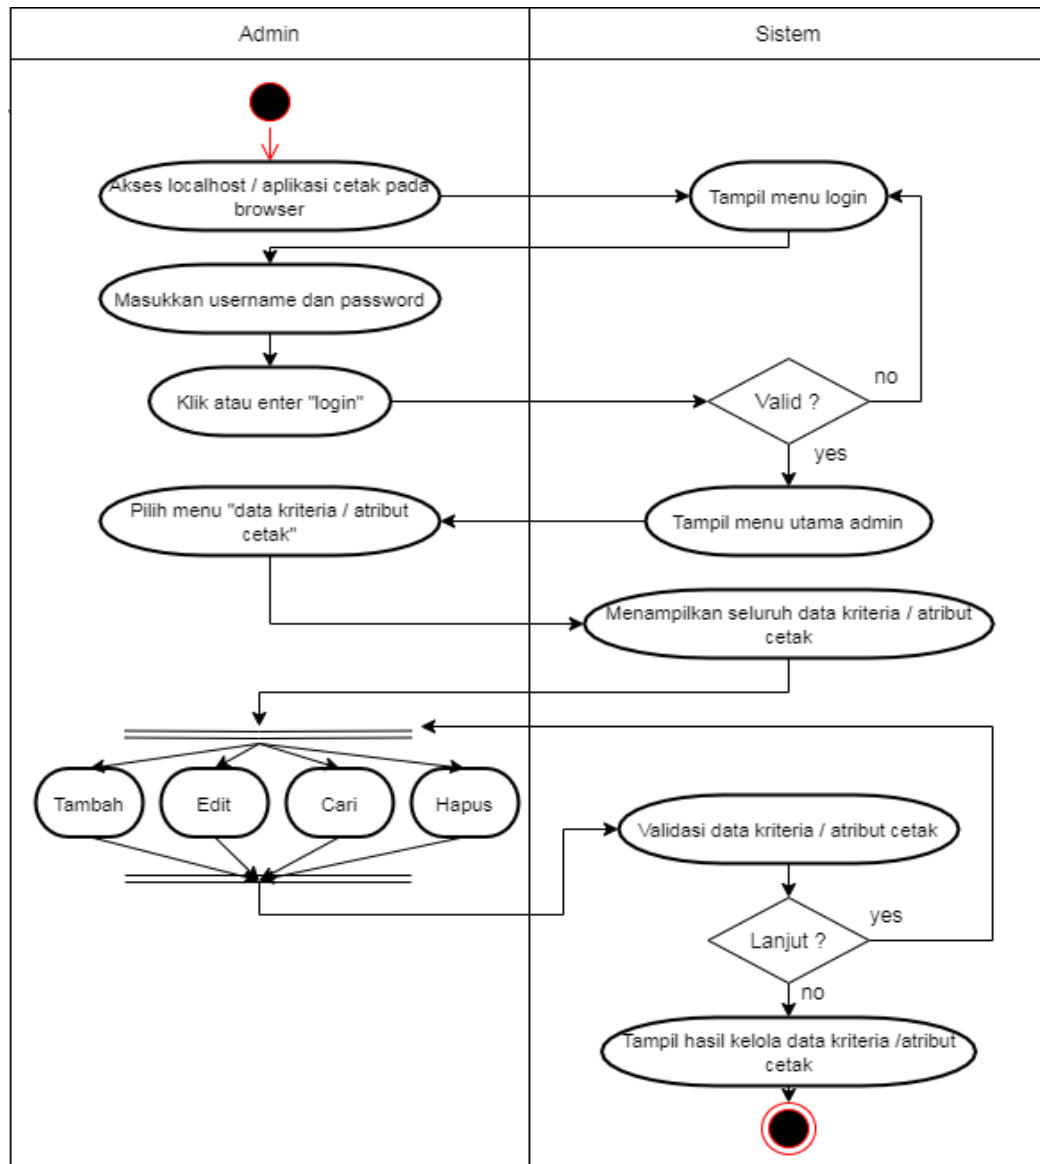 Admin
Sistem
Akses localhost / aplikasi cetak pada
browser
Tampil menu login
Masukkan username dan password
Klik atau enter "login"
Valid ?
no
yes
Pilih menu "data kriteria / atribut
cetak"
Tampil menu utama admin
Menampilkan seluruh data kriteria / atribut
cetak
Tambah
Edit
Cari
Hapus
Validasi data kriteria / atribut cetak
Lanjut ?
yes
no
Tampil hasil kelola data kriteria /atribut
cetak